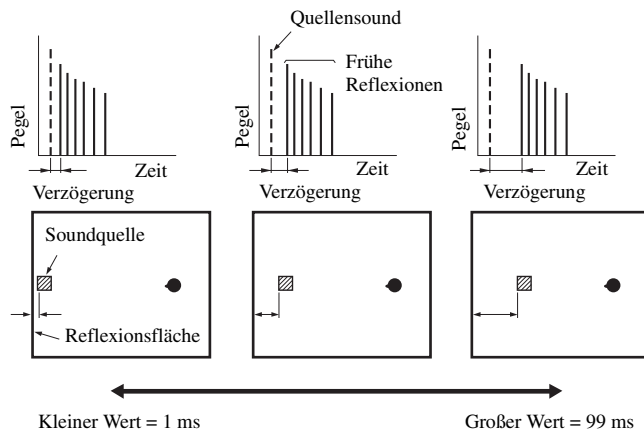 Quellensound
Frühe
Reflexionen
Pegel
Pegel
Pegel
Zeit
Zeit
Zeit
Verzögerung
Verzögerung
Verzögerung
Soundquelle
Reflexionsfläche
Kleiner Wert = 1 ms
Großer Wert = 99 ms